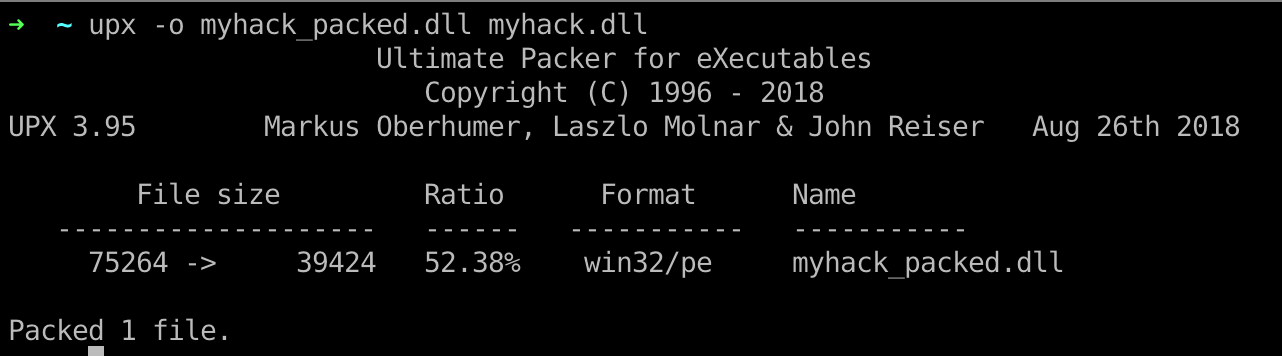 → ~ upx -o myhack_packed.dll myhack.dll
Ultimate Packer for eXecutables
Copyright (C) 1996 - 2018
UPX 3.95 Markus Oberhumer, Laszlo Molnar & John Reiser Aug 26th 2018
File size Ratio Format Name
-------------------- ------ ----------- -----------
75264 -> 39424 52.38% win32/pe myhack_packed.dll
Packed 1 file.